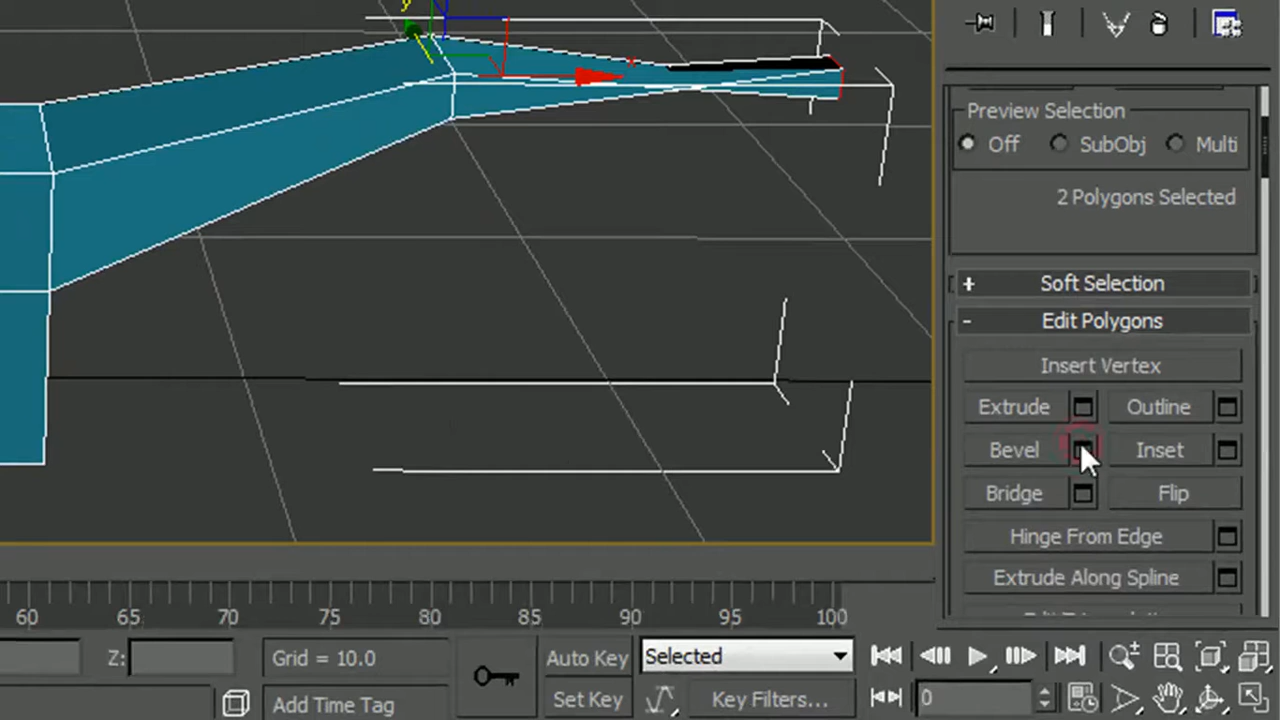 y
Preview Selection
Off SubObj Multi
2 Polygons Selected
+ Soft Selection
- Edit Polygons
Insert Vertex
Extrude Outline
Bevel Inset
Bridge Flip
Hinge From Edge
Extrude Along Spline
60 65 70 75 80 85 90 95 100
Z: Grid = 10.0 Auto Key Selected
Add Time Tag Set Key Key Filters... 0